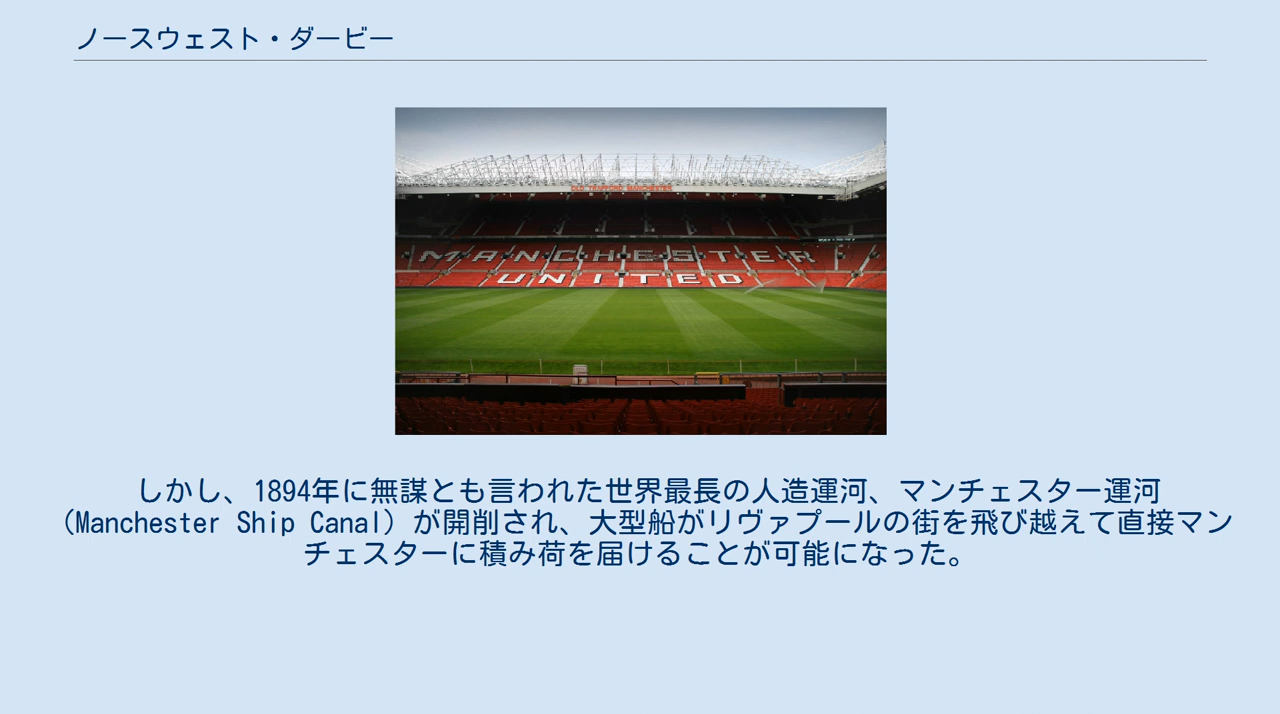 ノースウェスト・ダービー
OLD TRAFFORD MANCHESTER
MANCHESTER
UNITED
しかし、1894年に無謀とも言われた世界最長の人造運河、マンチェスター運河
（Manchester Ship Canal）が開削され、大型船がリヴァプールの街を飛び越えて直接マン
チェスターに積み荷を届けることが可能になった。